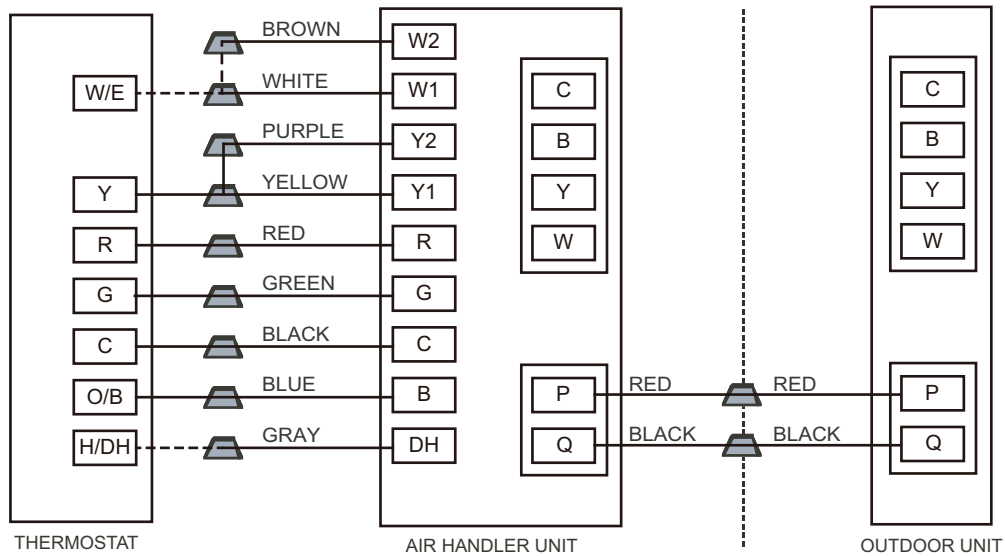 BROWN
W2
W/E
WHITE
W1
C
C
PURPLE
Y2
B
B
Y
YELLOW
Y1
Y
Y
R
RED
R
W
W
G
GREEN
G
C
BLACK
C
O/B
BLUE
B
P
RED
RED
P
H/DH
GRAY
DH
Q
BLACK
BLACK
Q
THERMOSTAT
AIR HANDLER UNIT
OUTDOOR UNIT